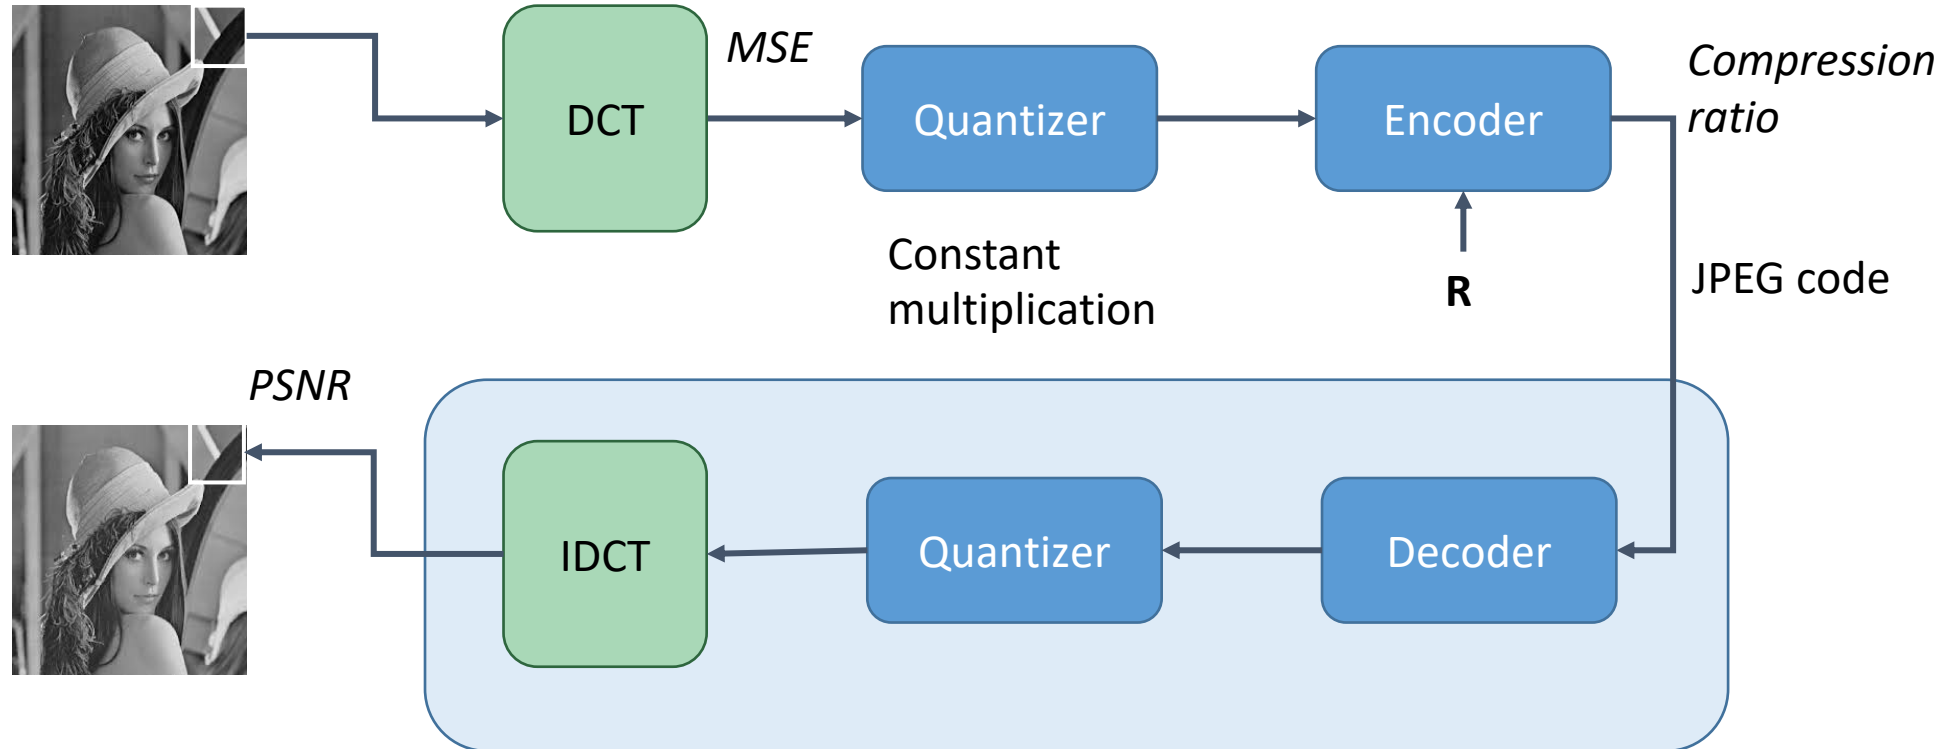 DCT
MSE
Quantizer
Encoder
Compression
ratio
Constant
multiplication
R
JPEG code
PSNR
IDCT
Quantizer
Decoder